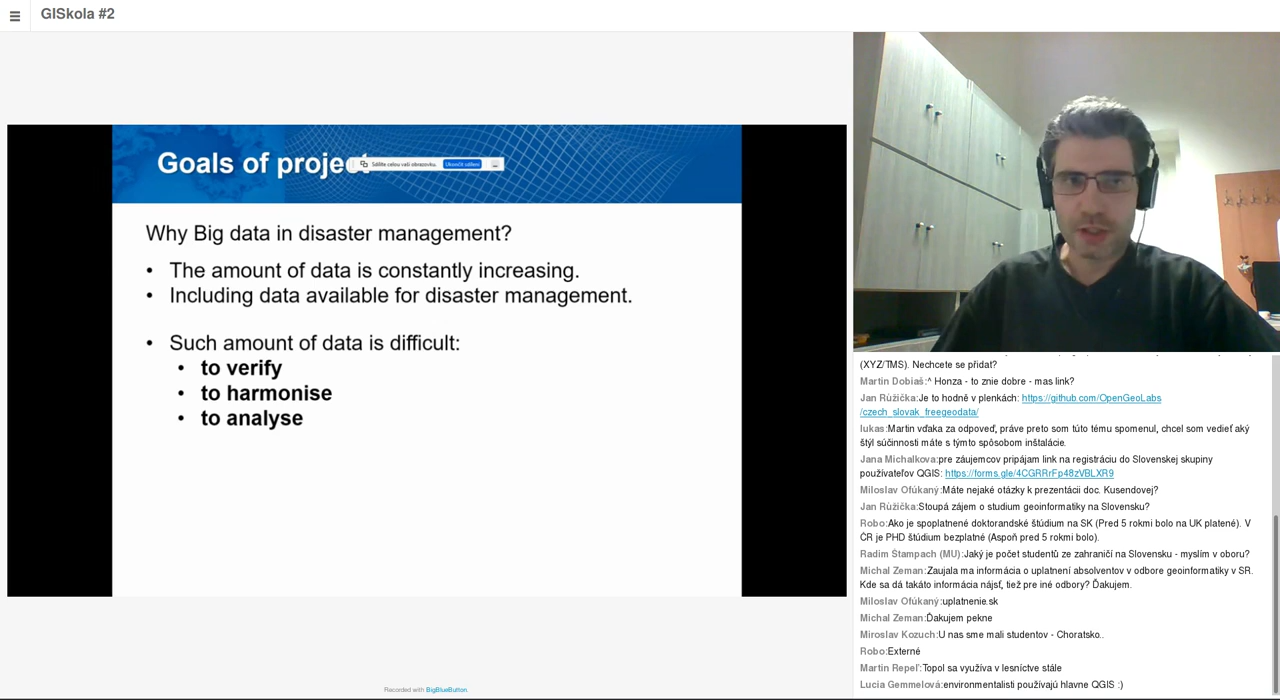 GISkola #2
Goals of project
Sdílíte celou vaši obrazovku.
Ukončit sdílení
Why Big data in disaster management?
• The amount of data is constantly increasing.
• Including data available for disaster management.
• Such amount of data is difficult:
• to verify
• to harmonise
• to analyse
Recorded with BigBlueButton.
(XYZ/TMS). Nechcete se přidat?
Martin Dobiaš:^ Honza - to znie dobre - mas link?
Jan Růžička:Je to hodně v plenkách: https://github.com/OpenGeoLabs
/czech_slovak_freegeodata/
lukas:Martin vďaka za odpoveď, práve preto som túto tému spomenul, chcel som vedieť aký
štýl súčinnosti máte s týmto spôsobom inštalácie.
Jana Michalkova:pre záujemcov pripájam link na registráciu do Slovenskej skupiny
používateľov QGIS: https://forms.gle/4CGRRrFp48zVBLXR9
Miloslav Ofúkaný:Máte nejaké otázky k prezentácii doc. Kusendovej?
Jan Růžička:Stoupá zájem o studium geoinformatiky na Slovensku?
Robo:Ako je spoplatnené doktorandské štúdium na SK (Pred 5 rokmi bolo na UK platené). V
ČR je PHD štúdium bezplatné (Aspoň pred 5 rokmi bolo).
Radim Štampach (MU):Jaký je počet studentů ze zahraničí na Slovensku - myslím v oboru?
Michal Zeman:Zaujala ma informácia o uplatnení absolventov v odbore geoinformatiky v SR.
Kde sa dá takáto informácia nájsť, tiež pre iné odbory? Ďakujem.
Miloslav Ofúkaný:uplatnenie.sk
Michal Zeman:Ďakujem pekne
Miroslav Kozuch:U nas sme mali studentov - Choratsko..
Robo:Externé
Martin Repeľ:Topol sa využíva v lesníctve stále
Lucia Gemmelová:environmentalisti používajú hlavne QGIS :)